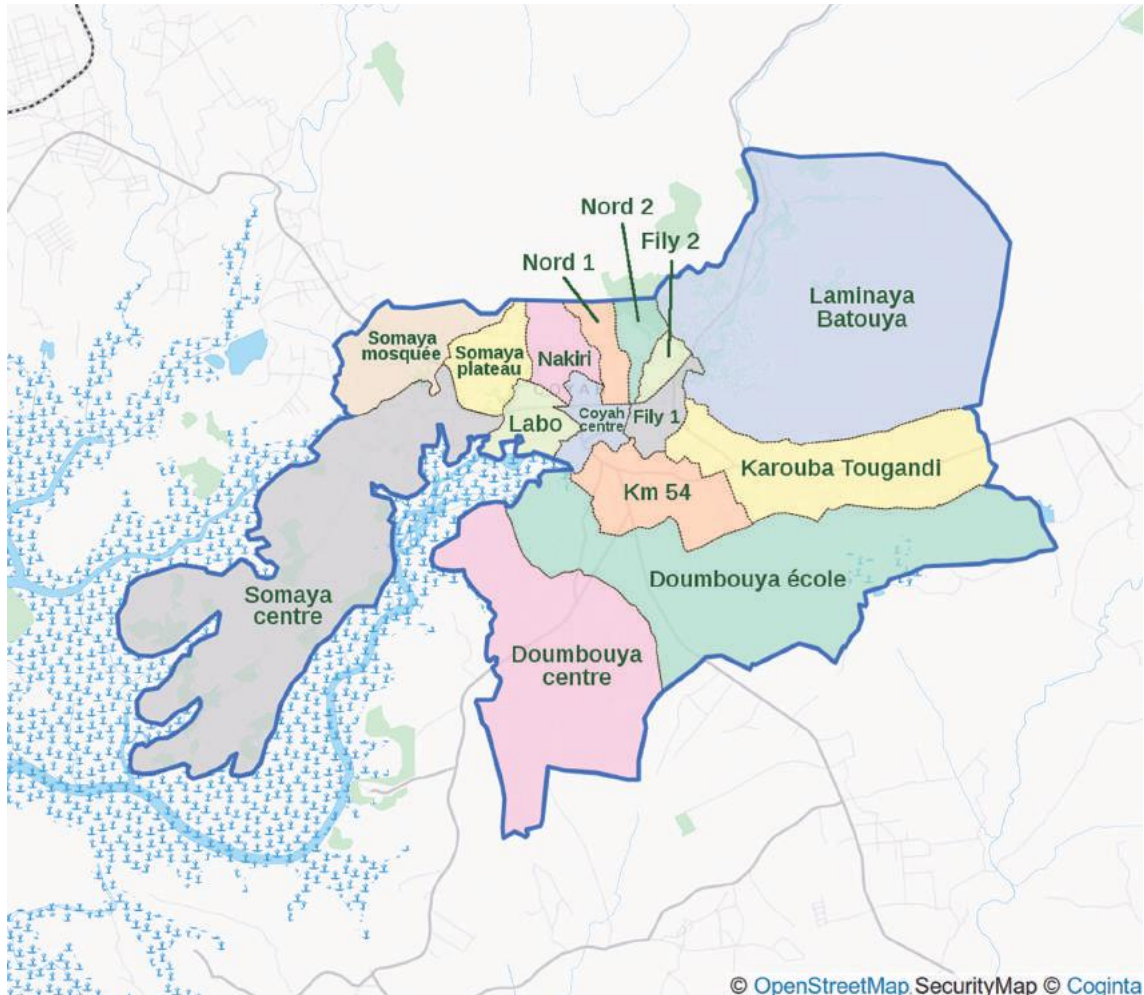 Nord 2
Fily 2
Nord 1
Laminaya
Batouya
Somaya
mosquée
Somaya
plateau
Nakiri
Labo
Coyah
centre
Fily 1
Karouba Tougandi
Km 54
Doumbouya école
Somaya
centre
Doumbouya
centre
© OpenStreetMap SecurityMap © Coginta